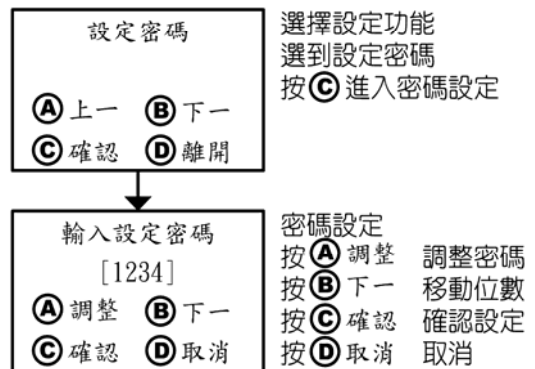 設定密碼
Ⓐ上一 Ⓑ下一
Ⓒ確認 Ⓓ離開
選擇設定功能
選到設定密碼
按Ⓒ進入密碼設定
輸入設定密碼
[1234]
Ⓐ調整 Ⓑ下一
Ⓒ確認 Ⓓ取消
密碼設定
按Ⓐ調整 調整密碼
按Ⓑ下一 移動位數
按Ⓒ確認 確認設定
按Ⓓ取消 取消